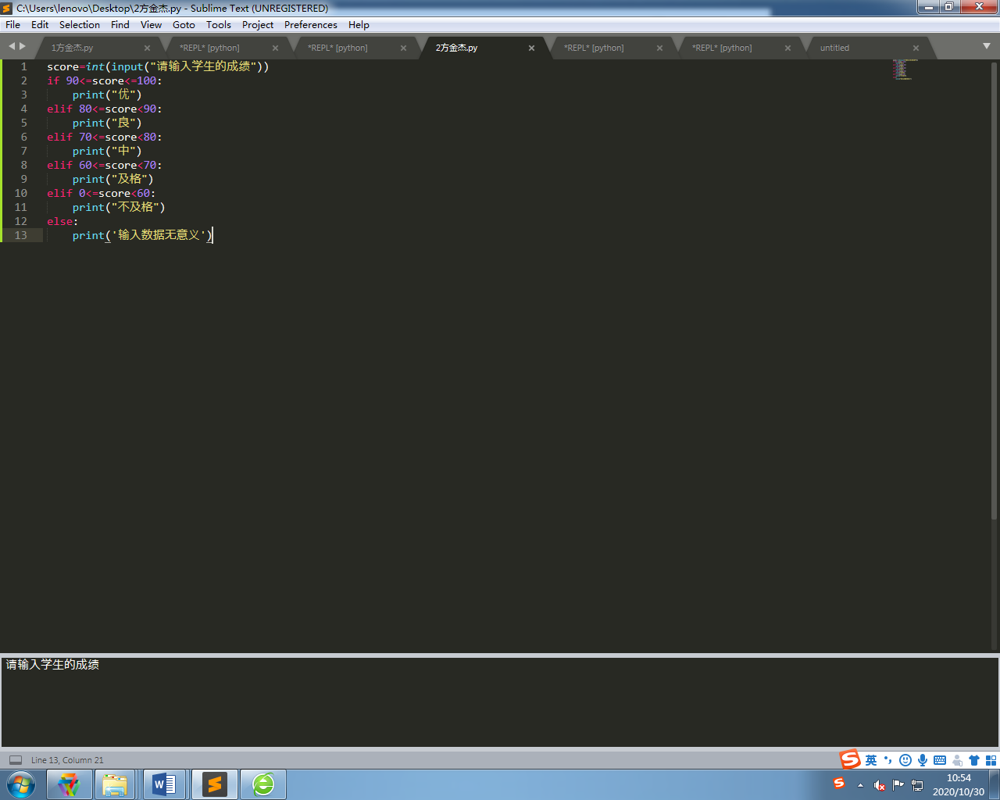 C:\Users\lenovo\Desktop\2方金杰.py - Sublime Text (UNREGISTERED)
File Edit Selection Find View Goto Tools Project Preferences Help
1方金杰.py *REPL* [python] *REPL* [python] 2方金杰.py *REPL* [python] *REPL* [python] untitled
1 score=int(input("请输入学生的成绩"))
2 if 90<=score<=100:
3 print("优")
4 elif 80<=score<90:
5 print("良")
6 elif 70<=score<80:
7 print("中")
8 elif 60<=score<70:
9 print("及格")
10 elif 0<=score<60:
11 print("不及格")
12 else:
13 print('输入数据无意义')
请输入学生的成绩
Line 13, Column 21
英
10:54
2020/10/30